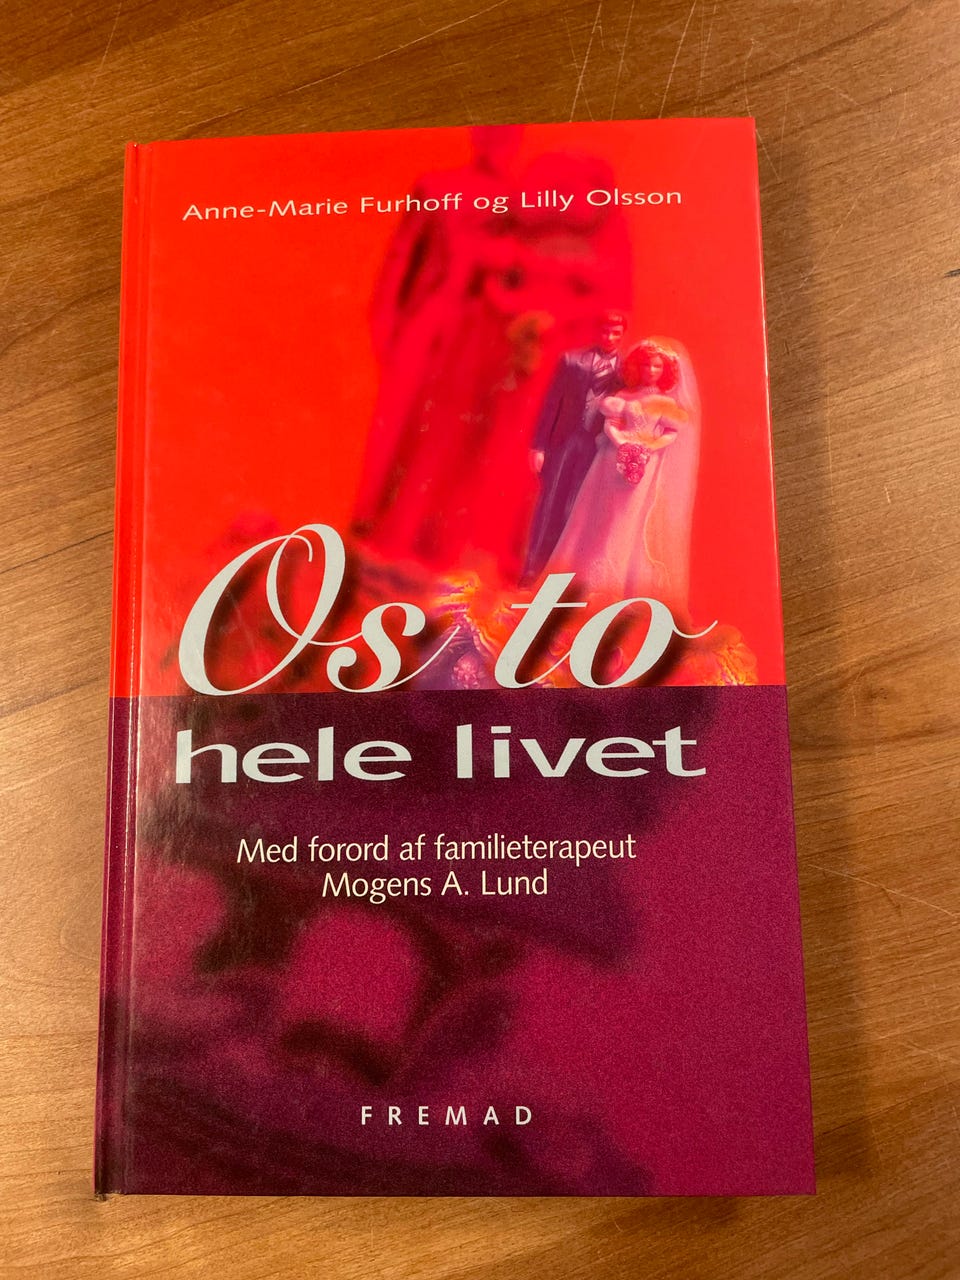 Anne-Marie Furhoff og Lilly Olsson
Os to
hele livet
Med forord af familieterapeut
Mogens A. Lund
FREMAD